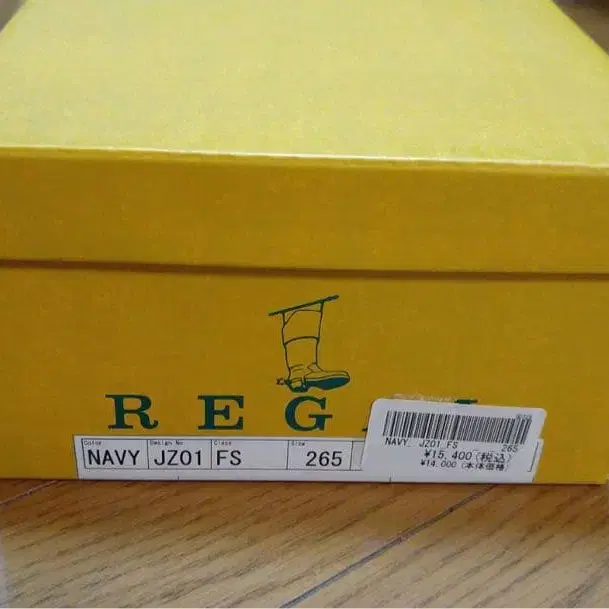 REG
Color Design No Class Size
NAVY JZ01 FS 265
NAVY JZ01 FS 265
¥15,400(税込)
¥14,000(本体価格)